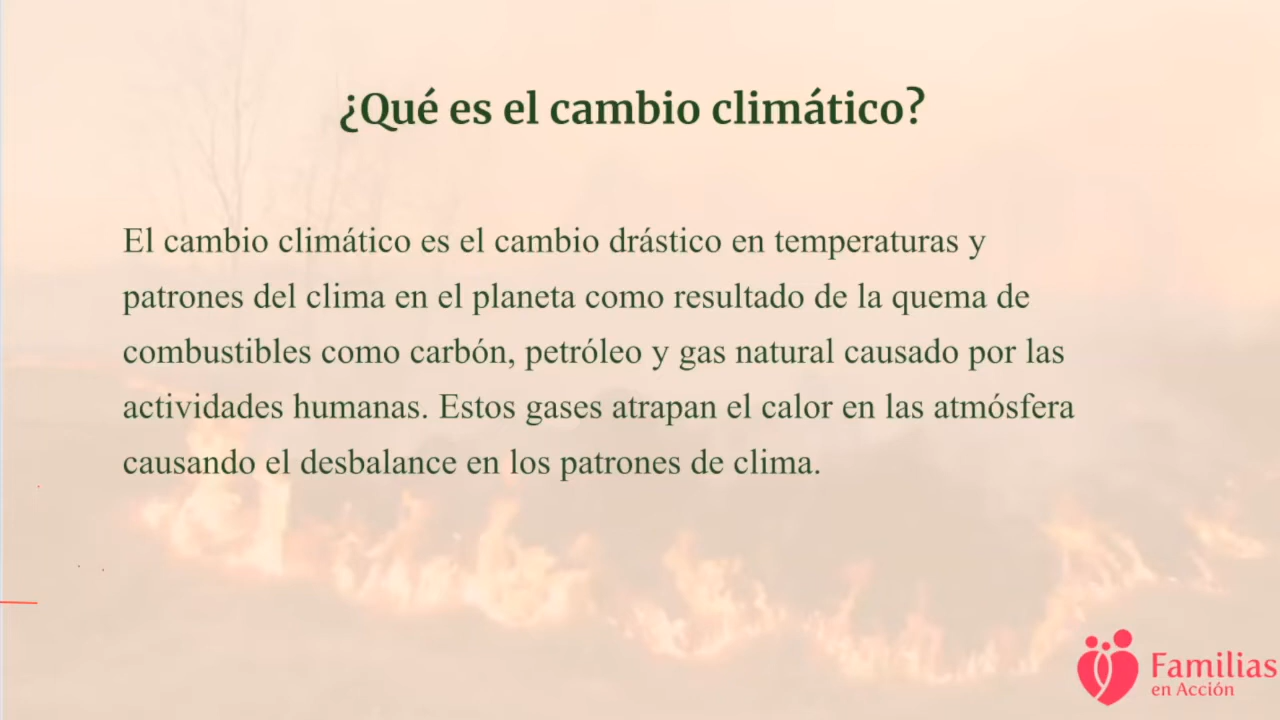 ¿Qué es el cambio climático?
El cambio climático es el cambio drástico en temperaturas y
patrones del clima en el planeta como resultado de la quema de
combustibles como carbón, petróleo y gas natural causado por las
actividades humanas. Estos gases atrapan el calor en las atmósfera
causando el desbalance en los patrones de clima.
Familias
en Acción